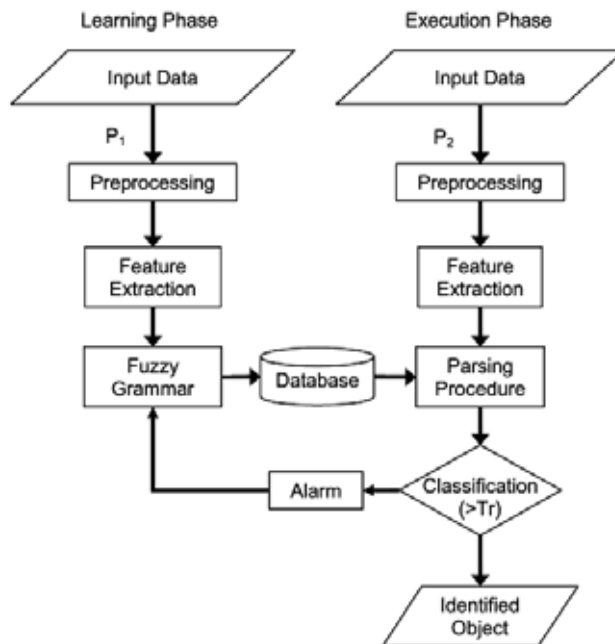 Learning Phase
Execution Phase
Input Data
Input Data
P₁
P₂
Preprocessing
Preprocessing
Feature
Extraction
Feature
Extraction
Fuzzy
Grammar
Database
Parsing
Procedure
Alarm
Classification
(>Tr)
Identified
Object